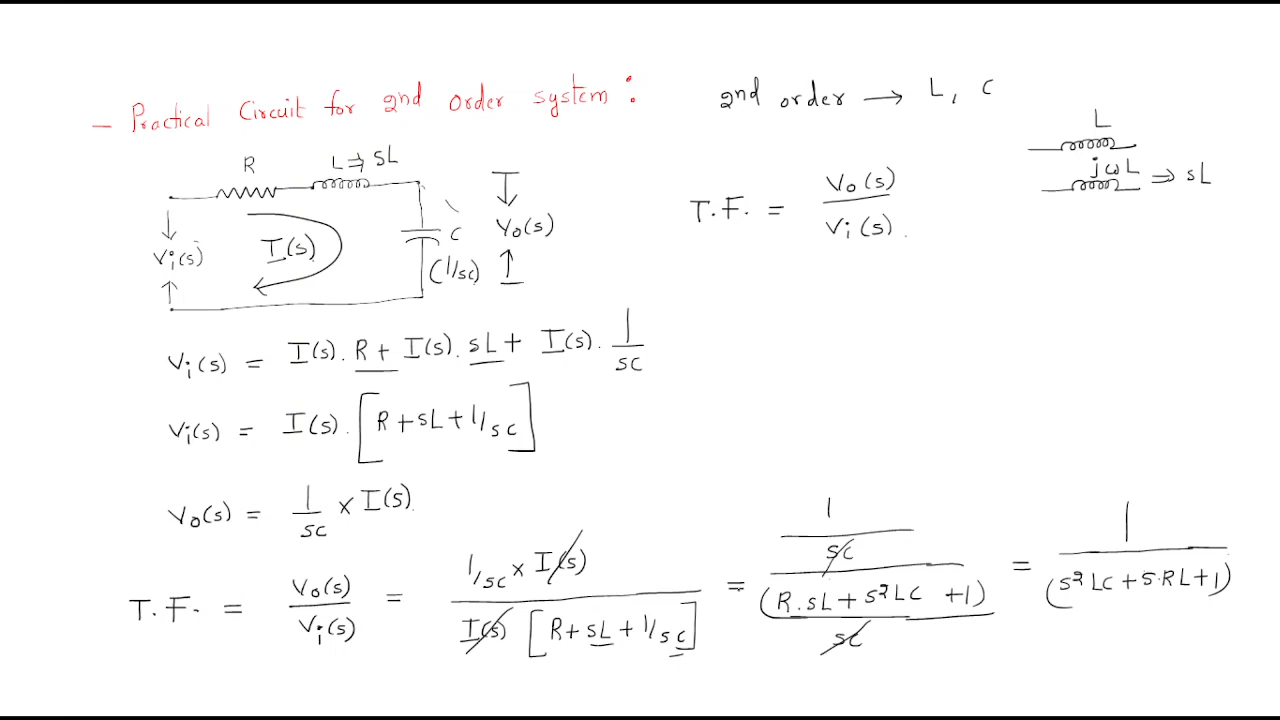 – Practical Circuit for 2nd order system :
2nd order → L, C
R
L ⇒ sL
Vi(s)
I(s)
C
(1/sc)
Vo(s)
T.F. = Vo(s) / Vi(s)
L
jωL ⇒ sL
Vi(s) = I(s). R + I(s). sL + I(s). 1/sc
Vi(s) = I(s). [R + sL + 1/sc]
Vo(s) = 1/sc × I(s)
T.F. = Vo(s) / Vi(s) = 1/sc × I(s) / I(s) [R + sL + 1/sc] = (1/sc) / ((R.sL + s²LC + 1)/sc) = 1 / (s²LC + s.RL + 1)